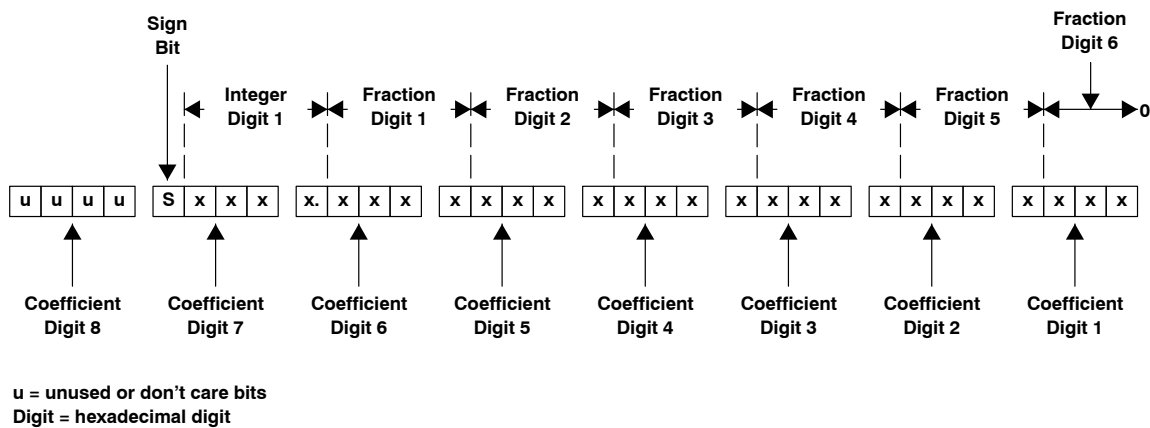 Sign
Bit
Fraction
Digit 6
Integer
Digit 1
Fraction
Digit 1
Fraction
Digit 2
Fraction
Digit 3
Fraction
Digit 4
Fraction
Digit 5
0
u u u u S x x x x. x x x x x x x x x x x x x x x x x x x x x x x
Coefficient
Digit 8
Coefficient
Digit 7
Coefficient
Digit 6
Coefficient
Digit 5
Coefficient
Digit 4
Coefficient
Digit 3
Coefficient
Digit 2
Coefficient
Digit 1
u = unused or don’t care bits
Digit = hexadecimal digit